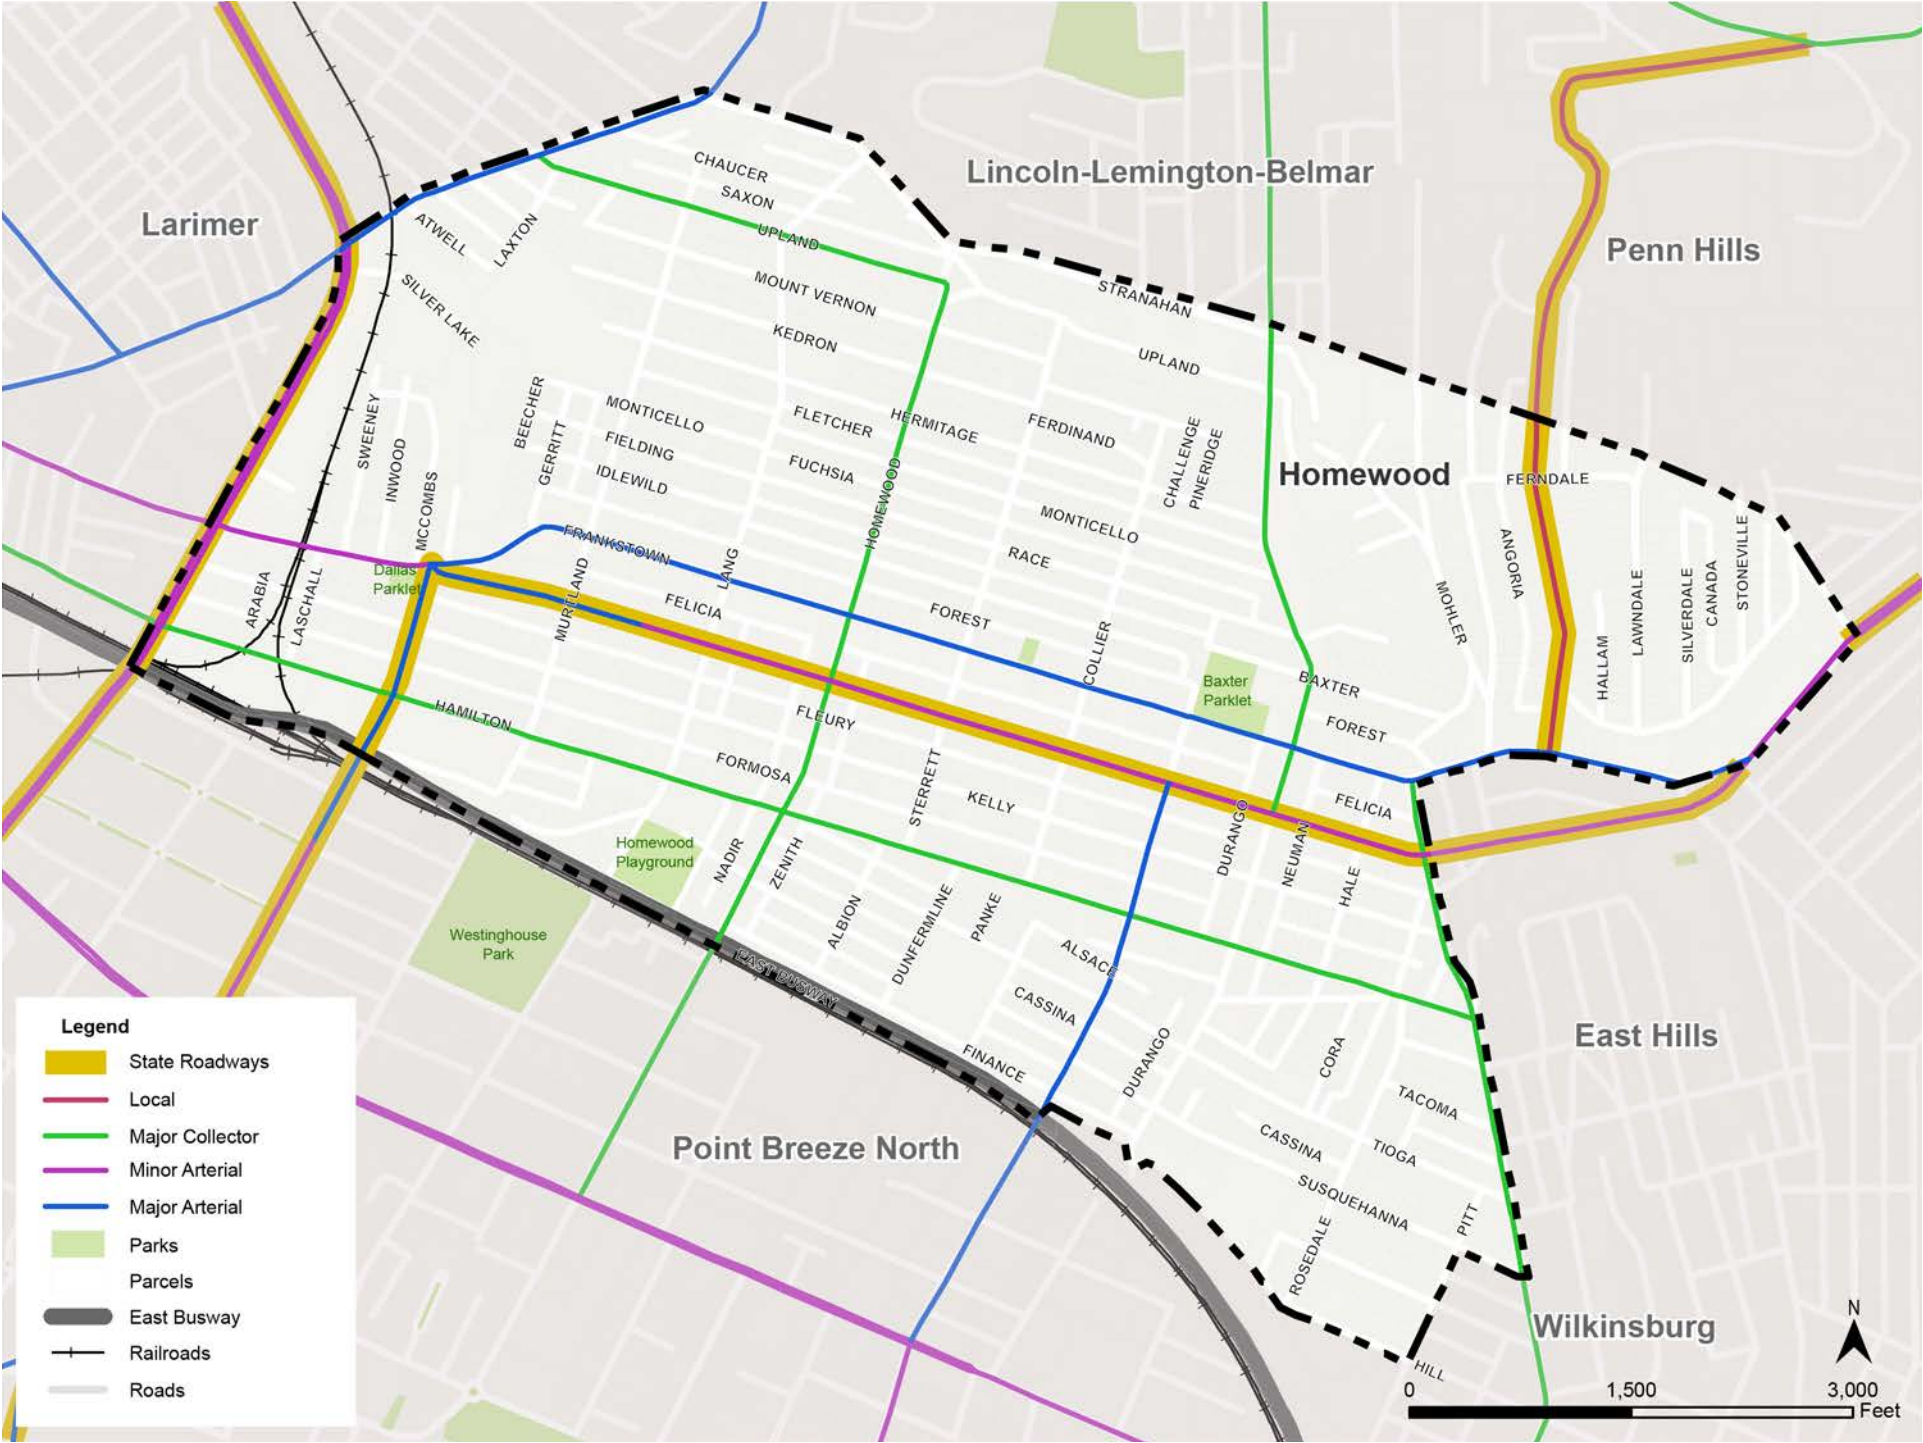 Lincoln-Lemington-Belmar
Larimer
Penn Hills
Homewood
East Hills
Point Breeze North
Wilkinsburg
CHAUCER
SAXON
UPLAND
ATWELL
LAXTON
SILVER LAKE
MOUNT VERNON
KEDRON
STRANAHAN
UPLAND
SWEENEY
INWOOD
MCCOMBS
BEECHER
GERRITT
MONTICELLO
FIELDING
IDLEWILD
FLETCHER
FUCHSIA
HERMITAGE
HOMEWOOD
FERDINAND
CHALLENGE
PINERIDGE
FERNDALE
MONTICELLO
RACE
ANGORIA
MOHLER
HALLAM
LAWNDALE
SILVERDALE
CANADA
STONEVILLE
FRANKSTOWN
Dallas
Parklet
ARABIA
LASCHALL
MURTLAND
LANG
FELICIA
FOREST
COLLIER
Baxter
Parklet
BAXTER
FOREST
HAMILTON
FLEURY
FORMOSA
STERRETT
KELLY
DURANGO
NEUMAN
FELICIA
HALE
Homewood
Playground
NADIR
ZENITH
ALBION
DUNFERMLINE
PANKE
ALSACE
CASSINA
Westinghouse
Park
EAST BUSWAY
FINANCE
DURANGO
CORA
TACOMA
CASSINA
TIOGA
SUSQUEHANNA
PITT
ROSEDALE
HILL
Legend
State Roadways
Local
Major Collector
Minor Arterial
Major Arterial
Parks
Parcels
East Busway
Railroads
Roads
N
0 1,500 3,000
Feet